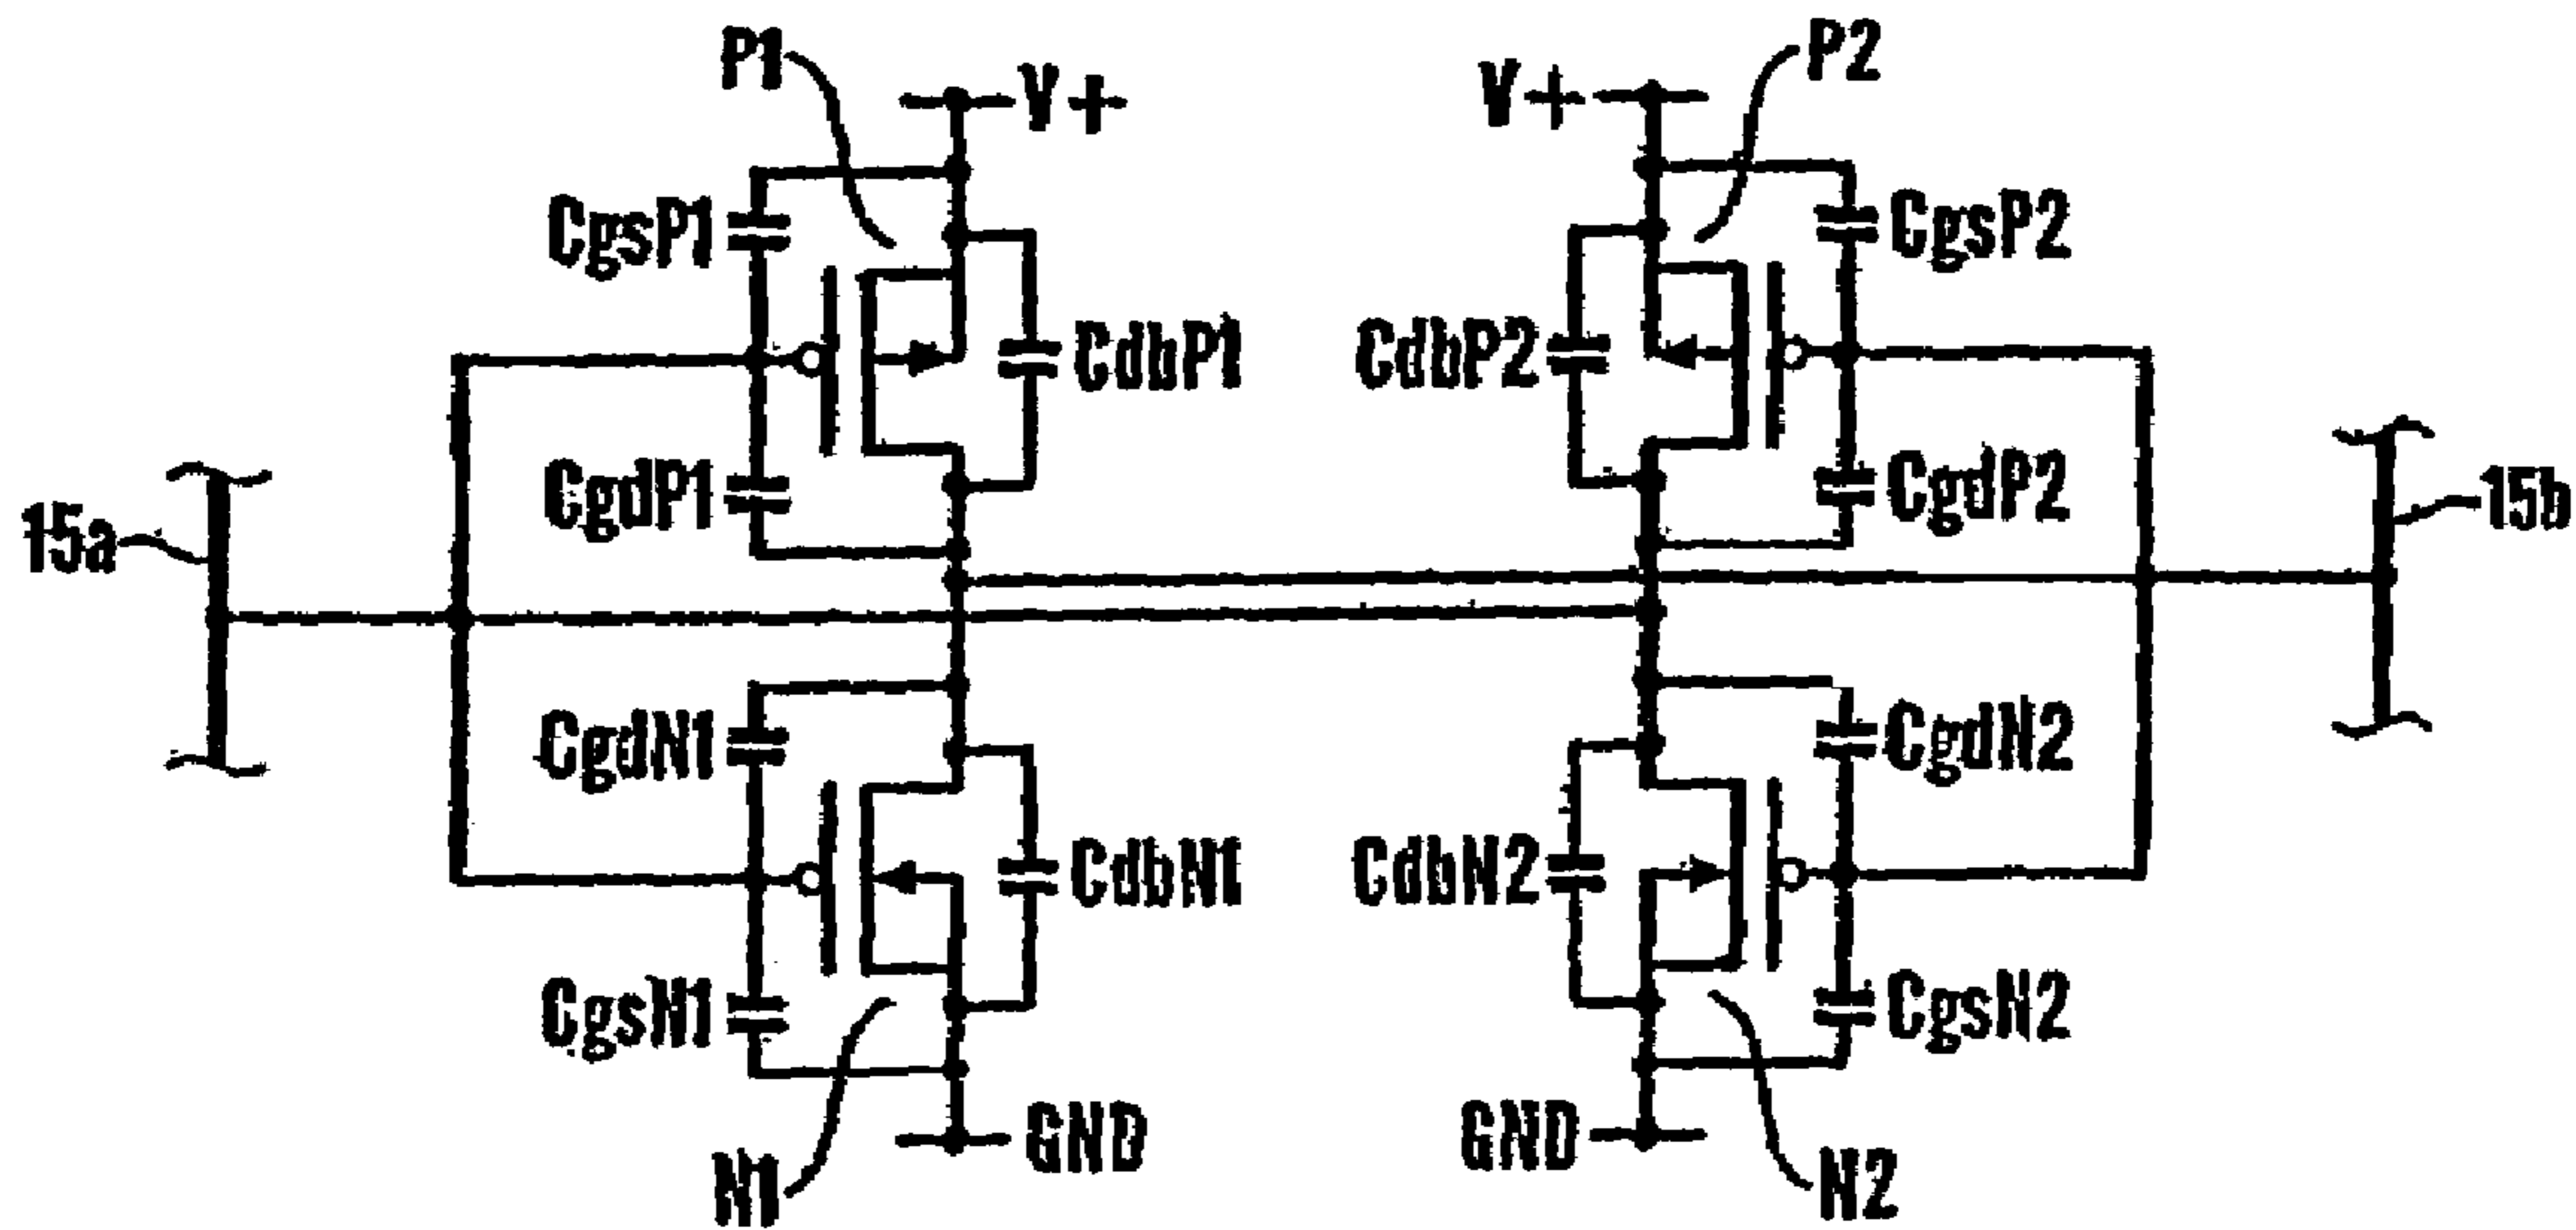 P1
V+
V+
P2
CgsP1
CgsP2
CdbP1
CdbP2
CgdP1
CgdP2
15a
15b
CgdN1
CgdN2
CdbN1
CdbN2
CgsN1
CgsN2
GND
GND
N1
N2